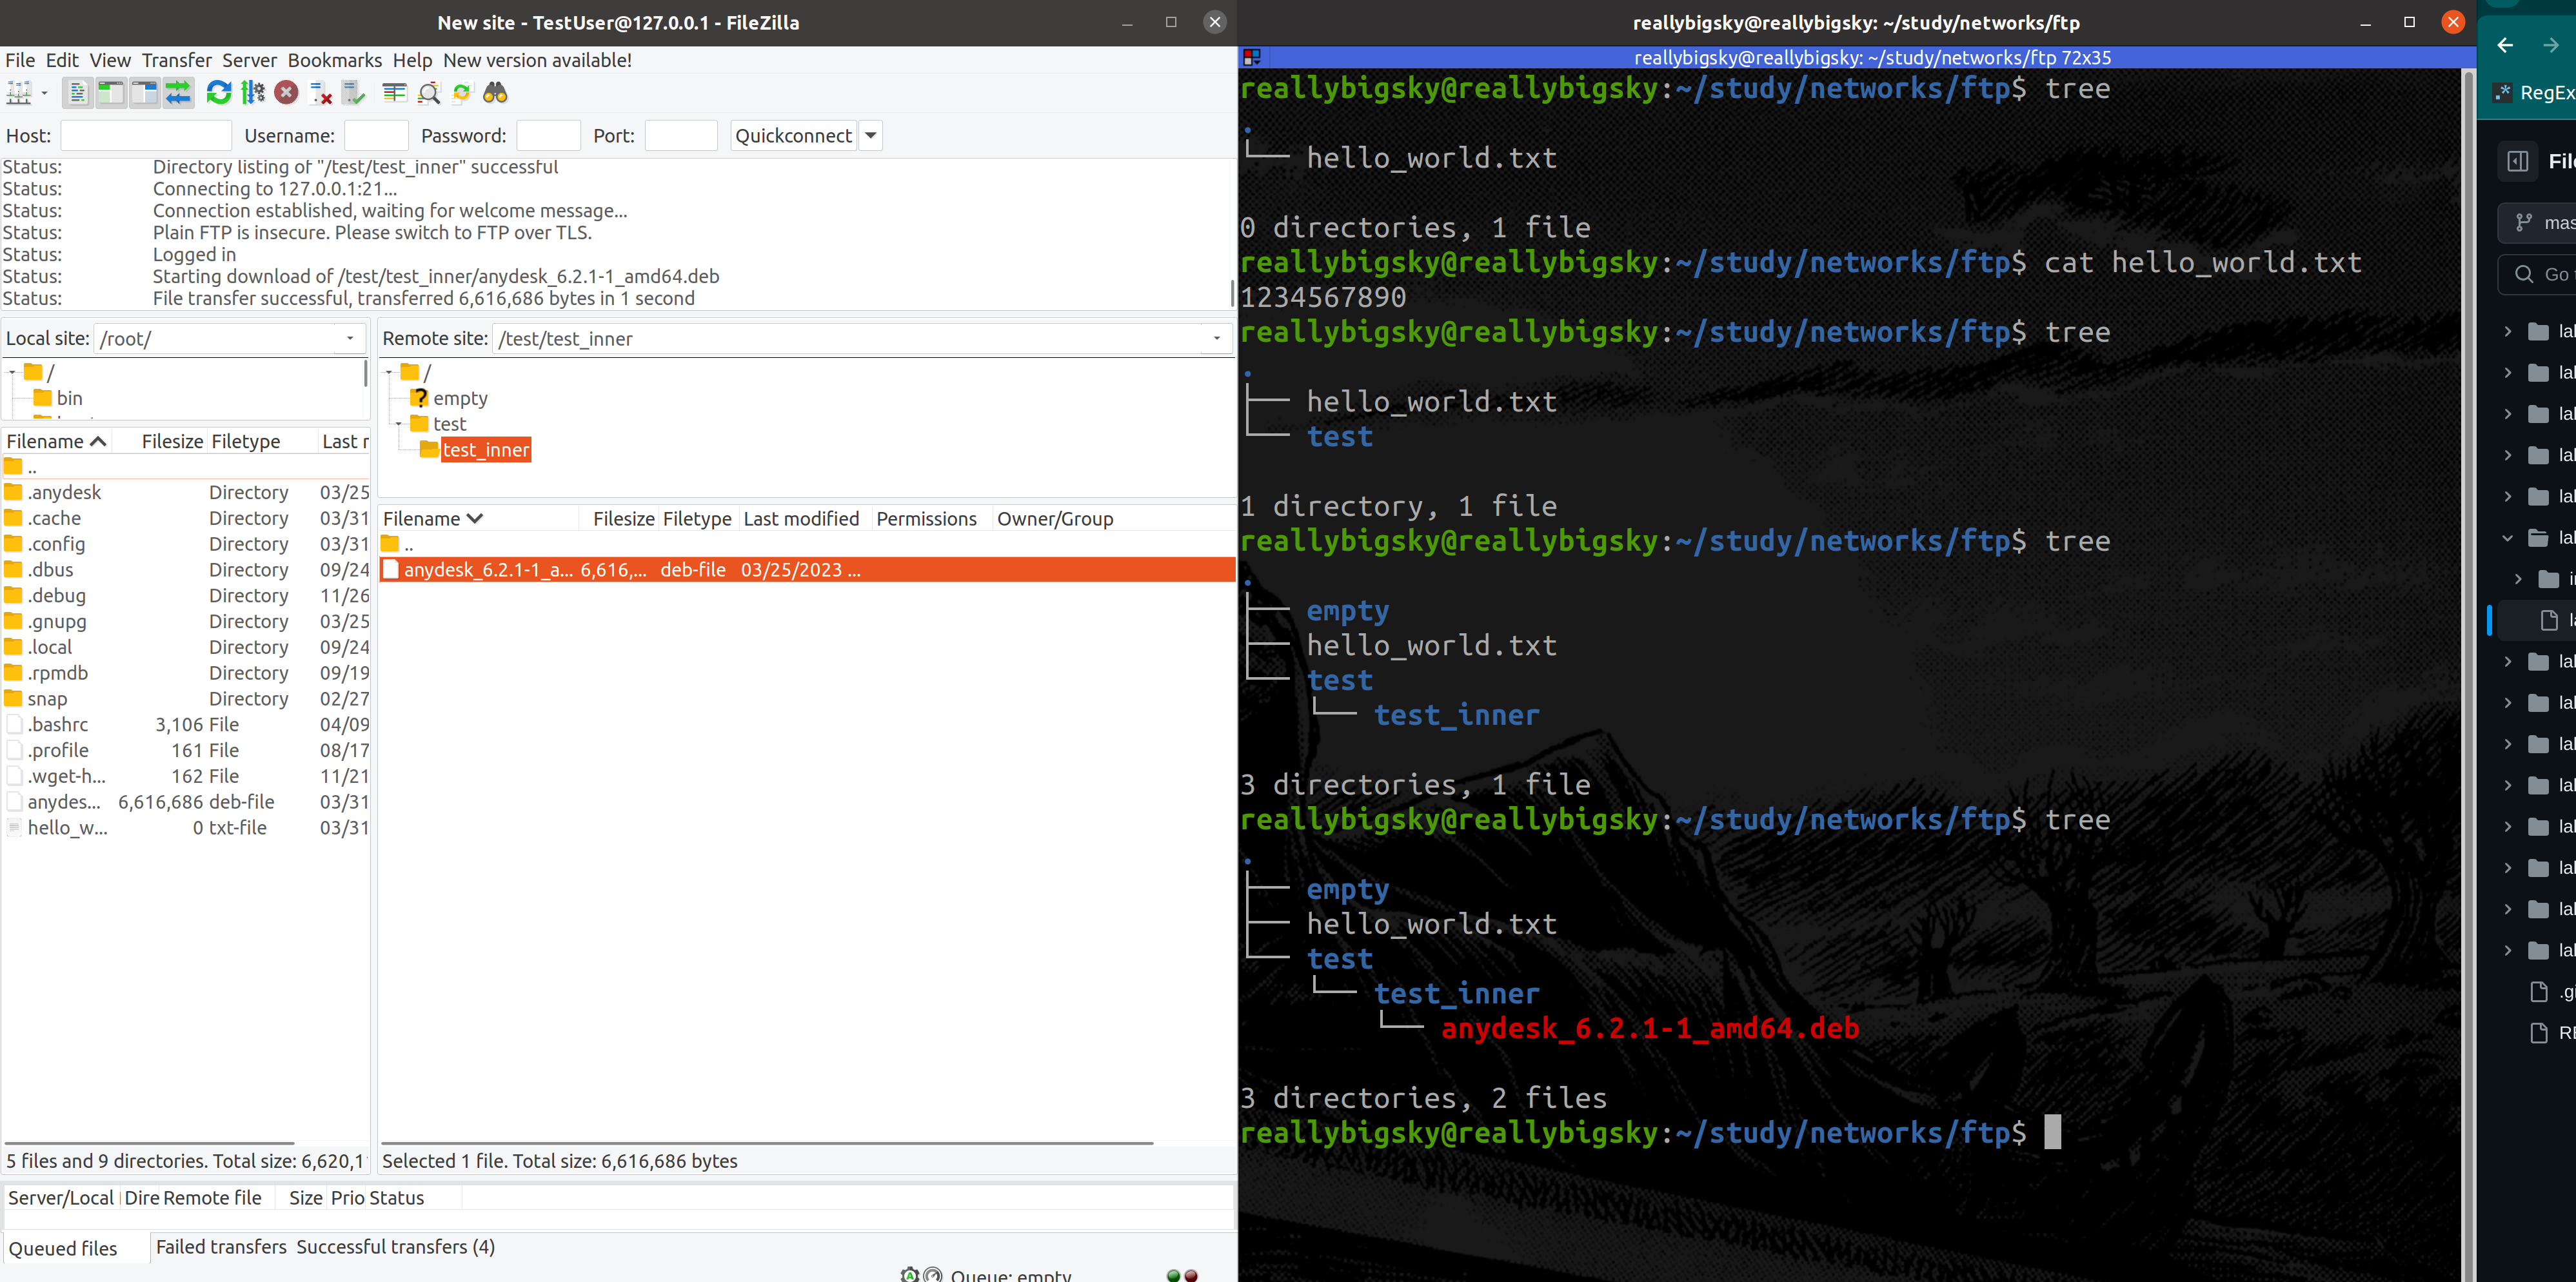 New site - TestUser@127.0.0.1 - FileZilla
File Edit View Transfer Server Bookmarks Help New version available!
Host: Username: Password: Port: Quickconnect
Status: Directory listing of "/test/test_inner" successful
Status: Connecting to 127.0.0.1:21...
Status: Connection established, waiting for welcome message...
Status: Plain FTP is insecure. Please switch to FTP over TLS.
Status: Logged in
Status: Starting download of /test/test_inner/anydesk_6.2.1-1_amd64.deb
Status: File transfer successful, transferred 6,616,686 bytes in 1 second
Local site: /root/
/
bin
Filename Filesize Filetype Last r
..
.anydesk Directory 03/25
.cache Directory 03/31
.config Directory 03/31
.dbus Directory 09/24
.debug Directory 11/26
.gnupg Directory 03/25
.local Directory 09/24
.rpmdb Directory 09/19
snap Directory 02/27
.bashrc 3,106 File 04/09
.profile 161 File 08/17
.wget-h... 162 File 11/21
anydes... 6,616,686 deb-file 03/31
hello_w... 0 txt-file 03/31
5 files and 9 directories. Total size: 6,620,1
Remote site: /test/test_inner
/
empty
test
test_inner
Filename Filesize Filetype Last modified Permissions Owner/Group
..
anydesk_6.2.1-1_a... 6,616,... deb-file 03/25/2023 ...
Selected 1 file. Total size: 6,616,686 bytes
Server/Local Dire Remote file Size Prio Status
Queued files Failed transfers Successful transfers (4)
Queue: empty
reallybigsky@reallybigsky: ~/study/networks/ftp
reallybigsky@reallybigsky: ~/study/networks/ftp 72x35
reallybigsky@reallybigsky:~/study/networks/ftp$ tree
.
└── hello_world.txt
0 directories, 1 file
reallybigsky@reallybigsky:~/study/networks/ftp$ cat hello_world.txt
1234567890
reallybigsky@reallybigsky:~/study/networks/ftp$ tree
.
├── hello_world.txt
└── test
1 directory, 1 file
reallybigsky@reallybigsky:~/study/networks/ftp$ tree
.
├── empty
├── hello_world.txt
└── test
    └── test_inner
3 directories, 1 file
reallybigsky@reallybigsky:~/study/networks/ftp$ tree
.
├── empty
├── hello_world.txt
└── test
    └── test_inner
        └── anydesk_6.2.1-1_amd64.deb
3 directories, 2 files
reallybigsky@reallybigsky:~/study/networks/ftp$
RegEx
Go